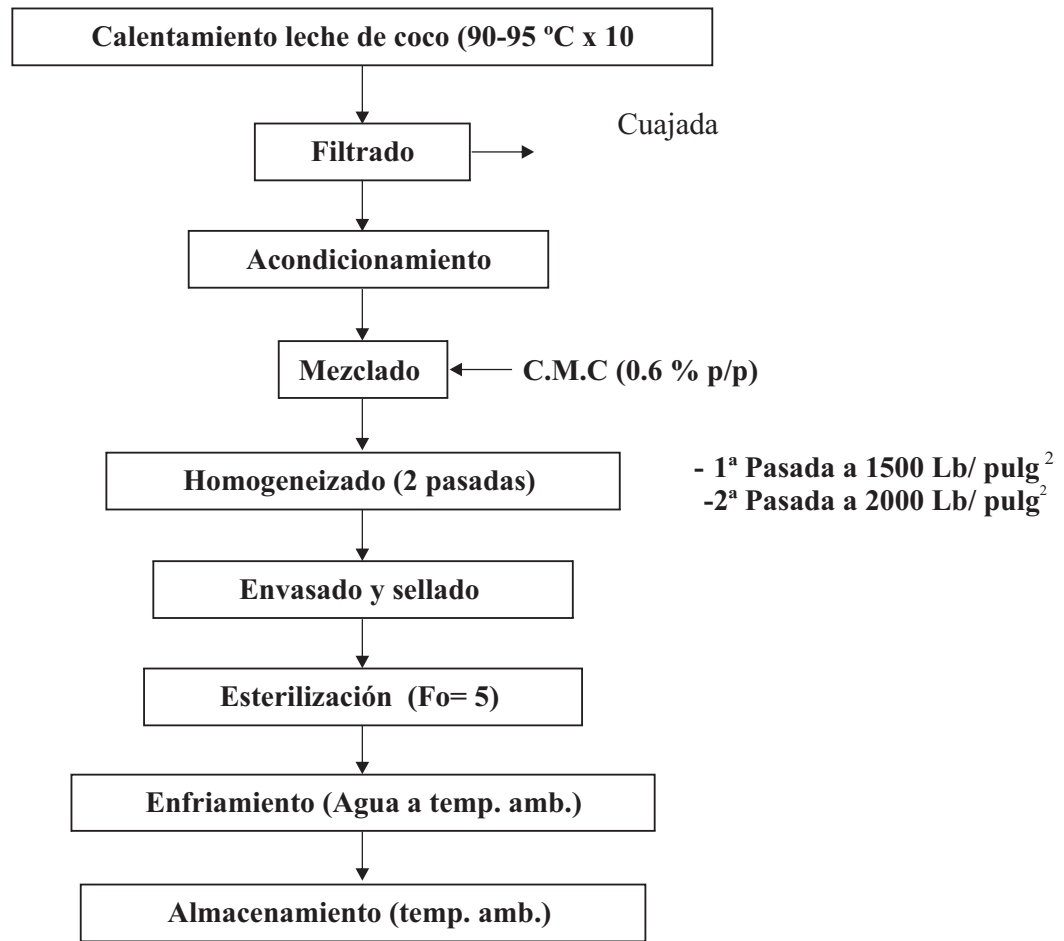 Calentamiento leche de coco (90-95 ºC x 10
Cuajada
Filtrado
Acondicionamiento
Mezclado
C.M.C (0.6 % p/p)
Homogeneizado (2 pasadas)
- 1ª Pasada a 1500 Lb/ pulg²
-2ª Pasada a 2000 Lb/ pulg²
Envasado y sellado
Esterilización (Fo= 5)
Enfriamiento (Agua a temp. amb.)
Almacenamiento (temp. amb.)